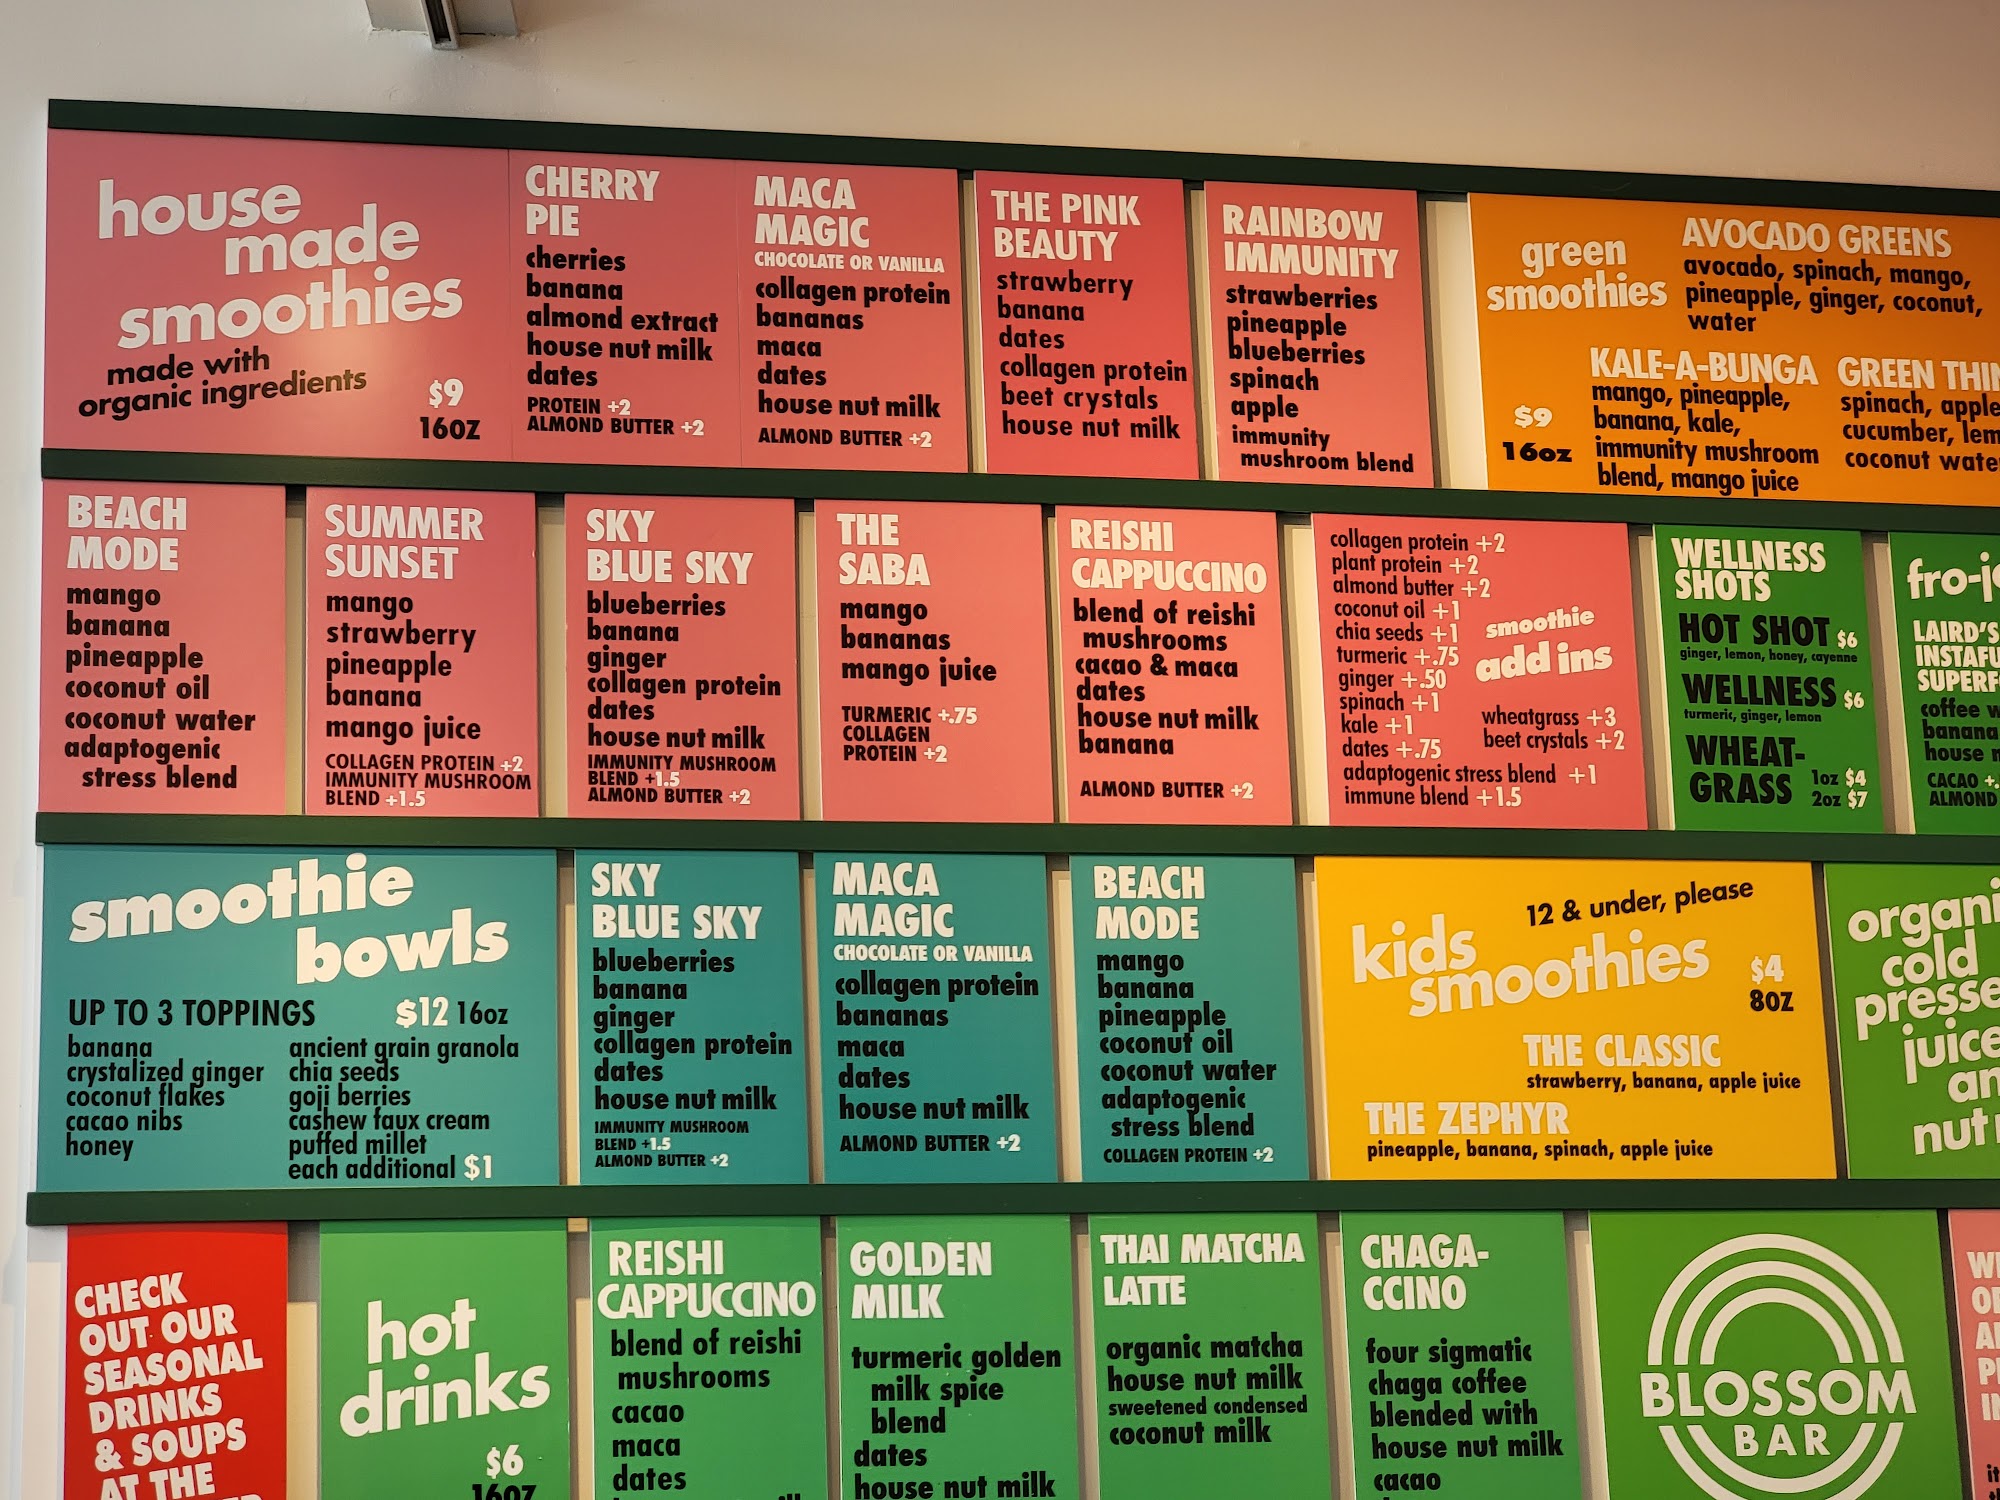 house
made
smoothies
made with
organic ingredients
$9
16OZ
CHERRY
PIE
cherries
banana
almond extract
house nut milk
dates
PROTEIN +2
ALMOND BUTTER +2
MACA
MAGIC
CHOCOLATE OR VANILLA
collagen protein
bananas
maca
dates
house nut milk
ALMOND BUTTER +2
THE PINK
BEAUTY
strawberry
banana
dates
collagen protein
beet crystals
house nut milk
RAINBOW
IMMUNITY
strawberries
pineapple
blueberries
spinach
apple
immunity
mushroom blend
green
smoothies
$9
16oz
AVOCADO GREENS
avocado, spinach, mango,
pineapple, ginger, coconut,
water
KALE-A-BUNGA
mango, pineapple,
banana, kale,
immunity mushroom
blend, mango juice
GREEN
spinach,
cucumber,
coconut
BEACH
MODE
mango
banana
pineapple
coconut oil
coconut water
adaptogenic
stress blend
SUMMER
SUNSET
mango
strawberry
pineapple
banana
mango juice
COLLAGEN PROTEIN +2
IMMUNITY MUSHROOM
BLEND +1.5
SKY
BLUE SKY
blueberries
banana
ginger
collagen protein
dates
house nut milk
IMMUNITY MUSHROOM
BLEND +1.5
ALMOND BUTTER +2
THE
SABA
mango
bananas
mango juice
TURMERIC +.75
COLLAGEN
PROTEIN +2
REISHI
CAPPUCCINO
blend of reishi
mushrooms
cacao & maca
dates
house nut milk
banana
ALMOND BUTTER +2
collagen protein +2
plant protein +2
almond butter +2
coconut oil +1
chia seeds +1
turmeric +.75
ginger +.50
spinach +1
kale +1
dates +.75
adaptogenic stress blend +1
immune blend +1.5
smoothie
add ins
wheatgrass +3
beet crystals +2
WELLNESS
SHOTS
HOT SHOT $6
ginger, lemon, honey, cayenne
WELLNESS $6
turmeric, ginger, lemon
WHEAT-
GRASS
1oz $4
2oz $7
LAIRD'S
coffee
banana
house
CACAO
ALMOND
smoothie
bowls
UP TO 3 TOPPINGS
$12 16oz
banana
crystalized ginger
coconut flakes
cacao nibs
honey
ancient grain granola
chia seeds
goji berries
cashew faux cream
puffed millet
each additional $1
SKY
BLUE SKY
blueberries
banana
ginger
collagen protein
dates
house nut milk
IMMUNITY MUSHROOM
BLEND +1.5
ALMOND BUTTER +2
MACA
MAGIC
CHOCOLATE OR VANILLA
collagen protein
bananas
maca
dates
house nut milk
ALMOND BUTTER +2
BEACH
MODE
mango
banana
pineapple
coconut oil
coconut water
adaptogenic
stress blend
COLLAGEN PROTEIN +2
12 & under, please
kids
smoothies
$4
8OZ
THE CLASSIC
strawberry, banana, apple juice
THE ZEPHYR
pineapple, banana, spinach, apple juice
cold
nut
CHECK
OUT OUR
SEASONAL
DRINKS
& SOUPS
AT THE
hot
drinks
$6
16OZ
REISHI
CAPPUCCINO
blend of reishi
mushrooms
cacao
maca
dates
GOLDEN
MILK
turmeric golden
milk spice
blend
dates
house nut milk
THAI MATCHA
LATTE
organic matcha
house nut milk
sweetened condensed
coconut milk
CHAGA-
CCINO
four sigmatic
chaga coffee
blended with
house nut milk
cacao
BLOSSOM
BAR